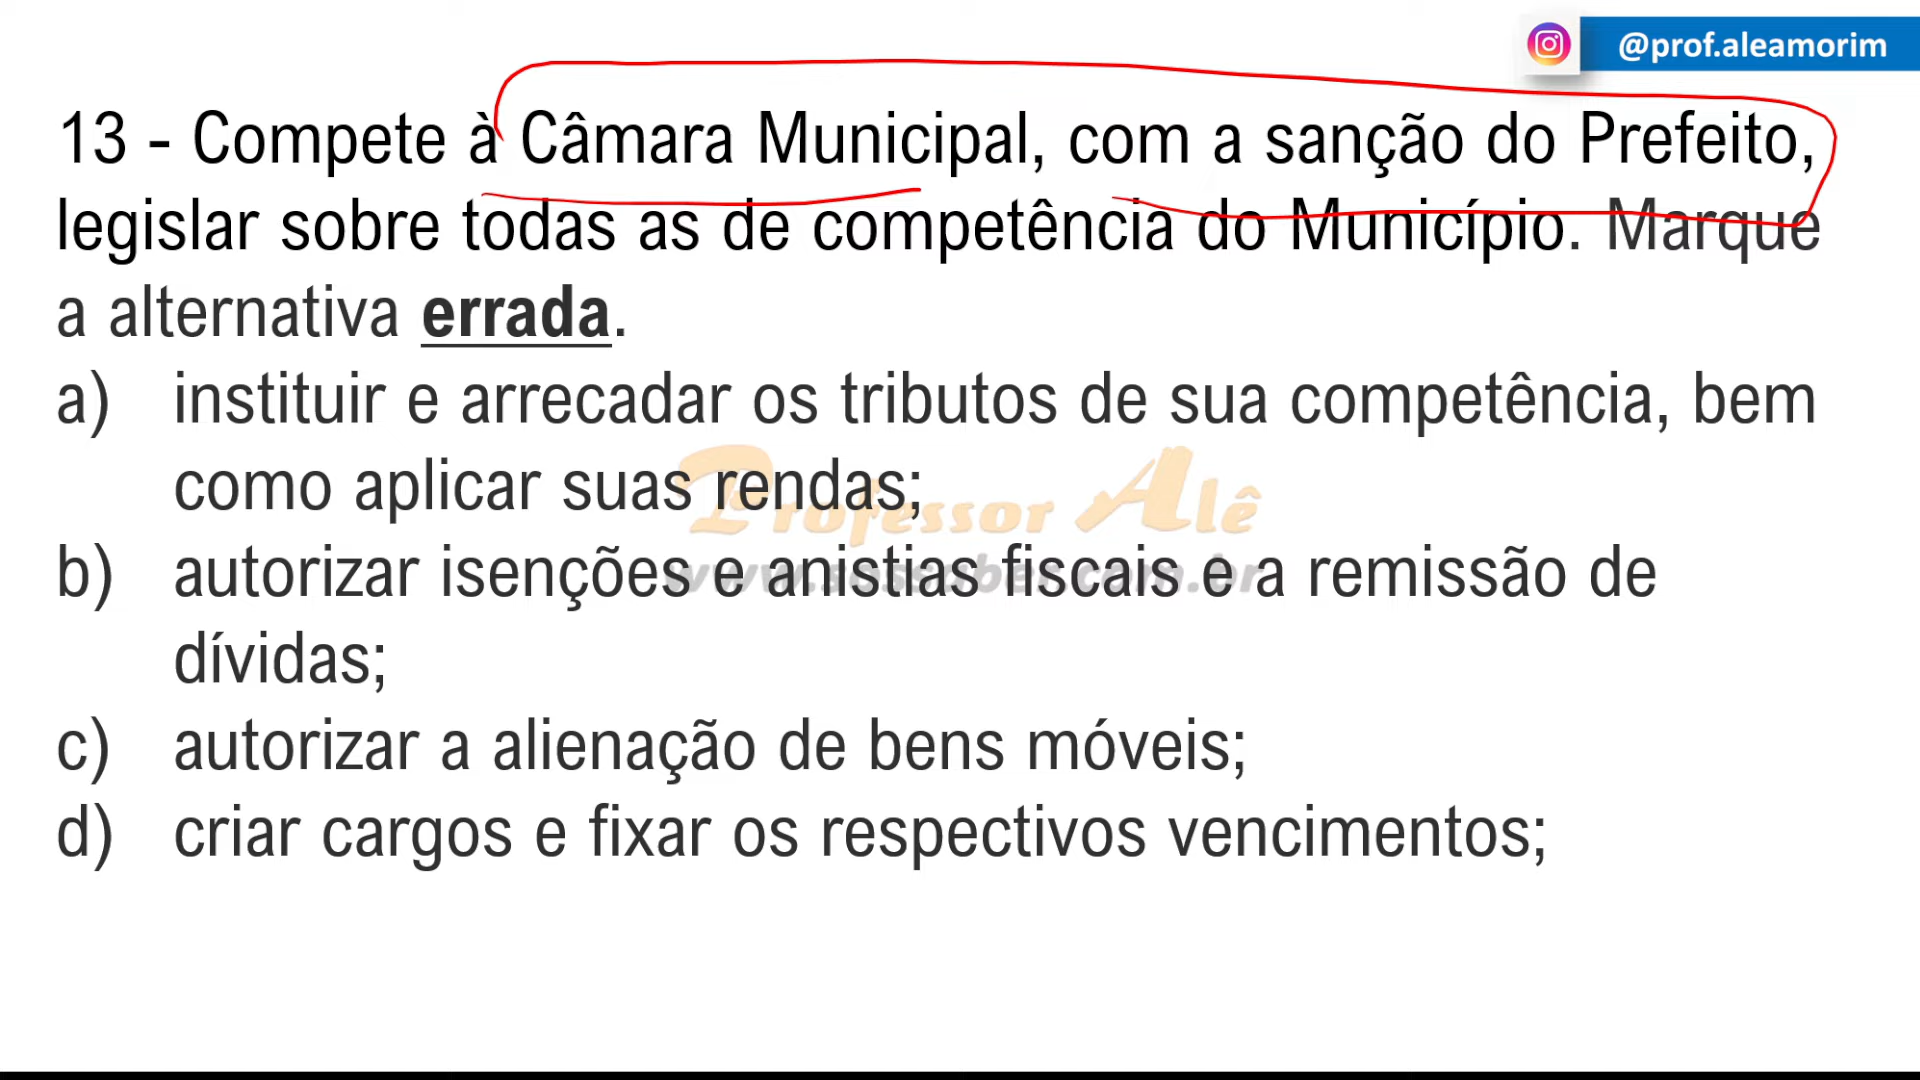 @prof.aleamorim
13 - Compete à Câmara Municipal, com a sanção do Prefeito,
legislar sobre todas as de competência do Município. Marque
a alternativa errada.
a) instituir e arrecadar os tributos de sua competência, bem
como aplicar suas rendas;
Professor Alê
b) autorizar isenções e anistias fiscais e a remissão de
dívidas;
c) autorizar a alienação de bens móveis;
d) criar cargos e fixar os respectivos vencimentos;